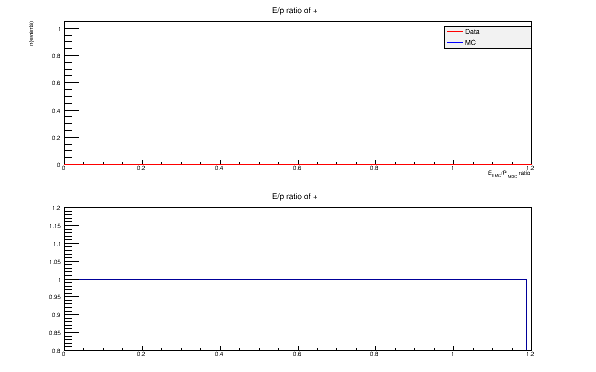 E/p ratio of +
n(events)
Data
MC
1
0.8
0.6
0.4
0.2
0
0 0.2 0.4 0.6 0.8 1 1.2
E_EMC/P_MDC ratio
E/p ratio of +
1.2
1.15
1.1
1.05
1
0.95
0.9
0.85
0.8
0 0.2 0.4 0.6 0.8 1 1.2